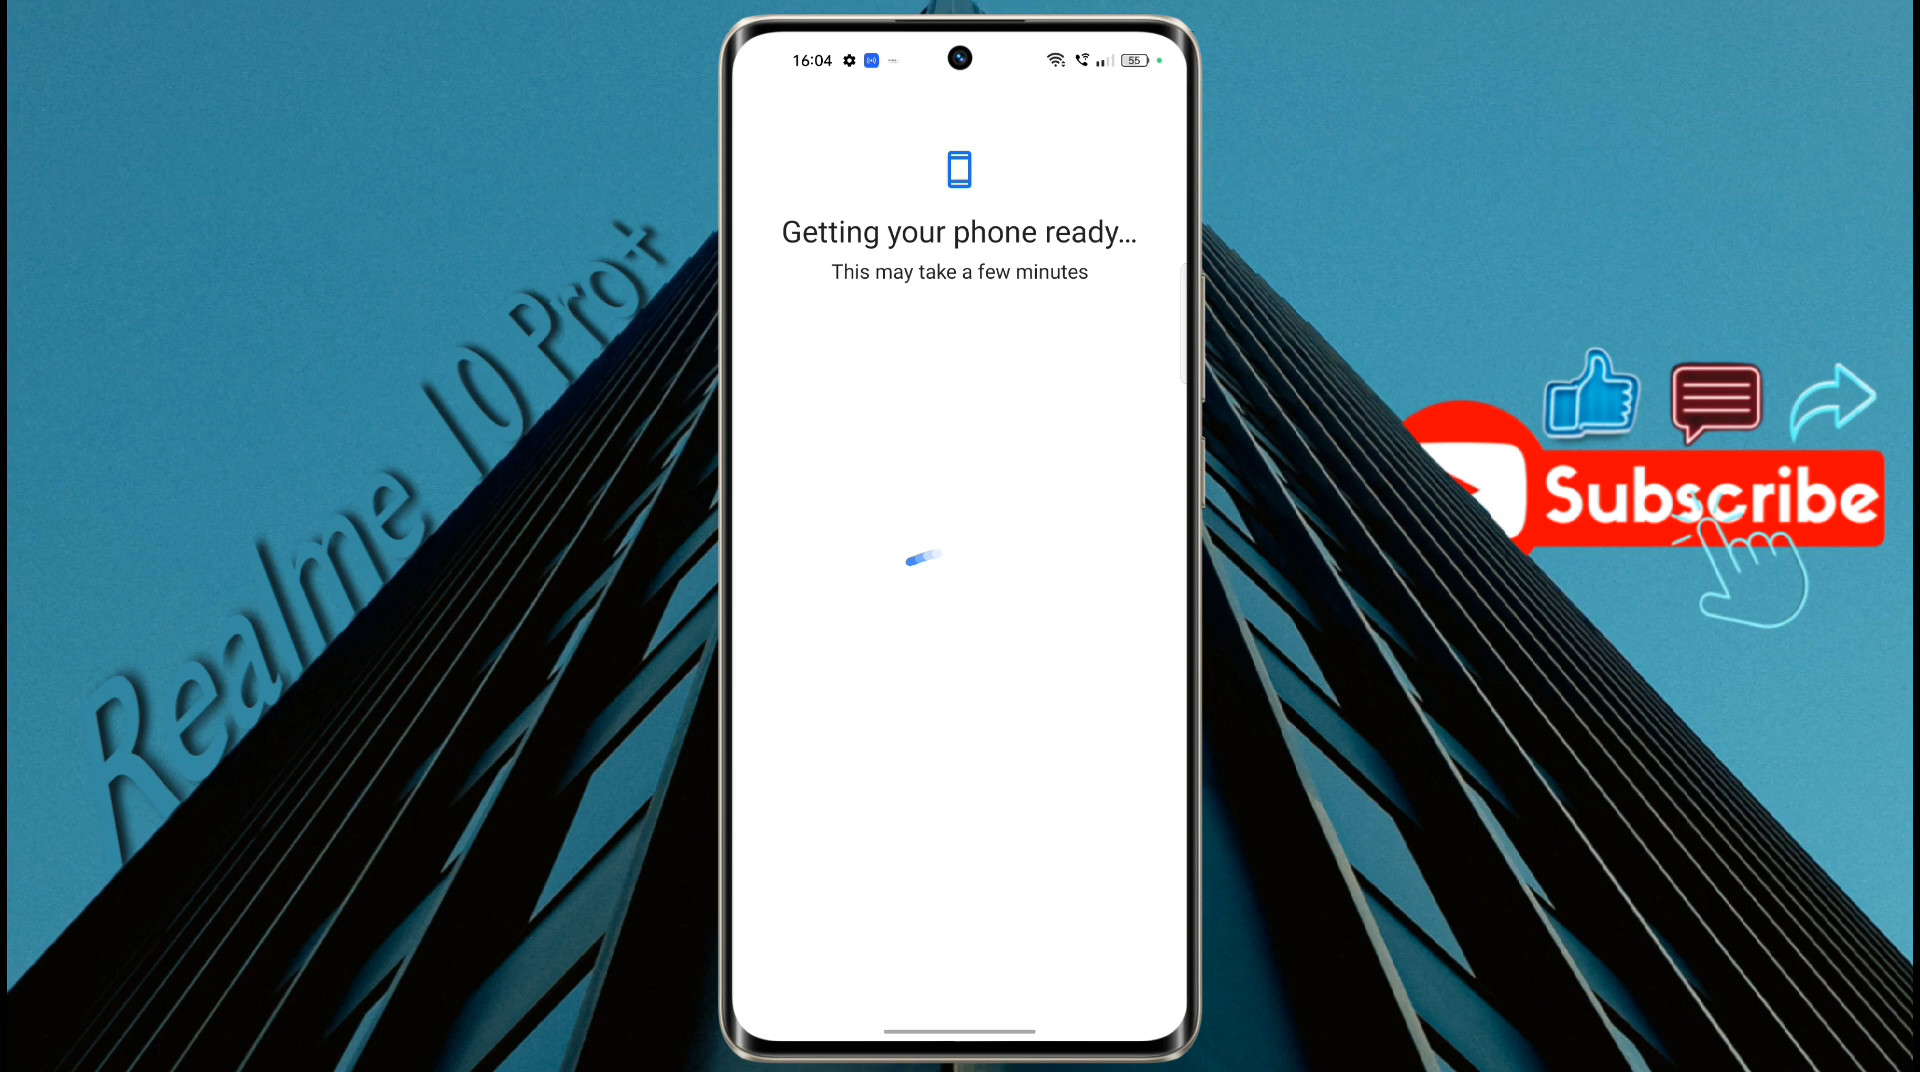 16:04
55
Getting your phone ready...
This may take a few minutes
Realme 10 Pro+
Subscribe